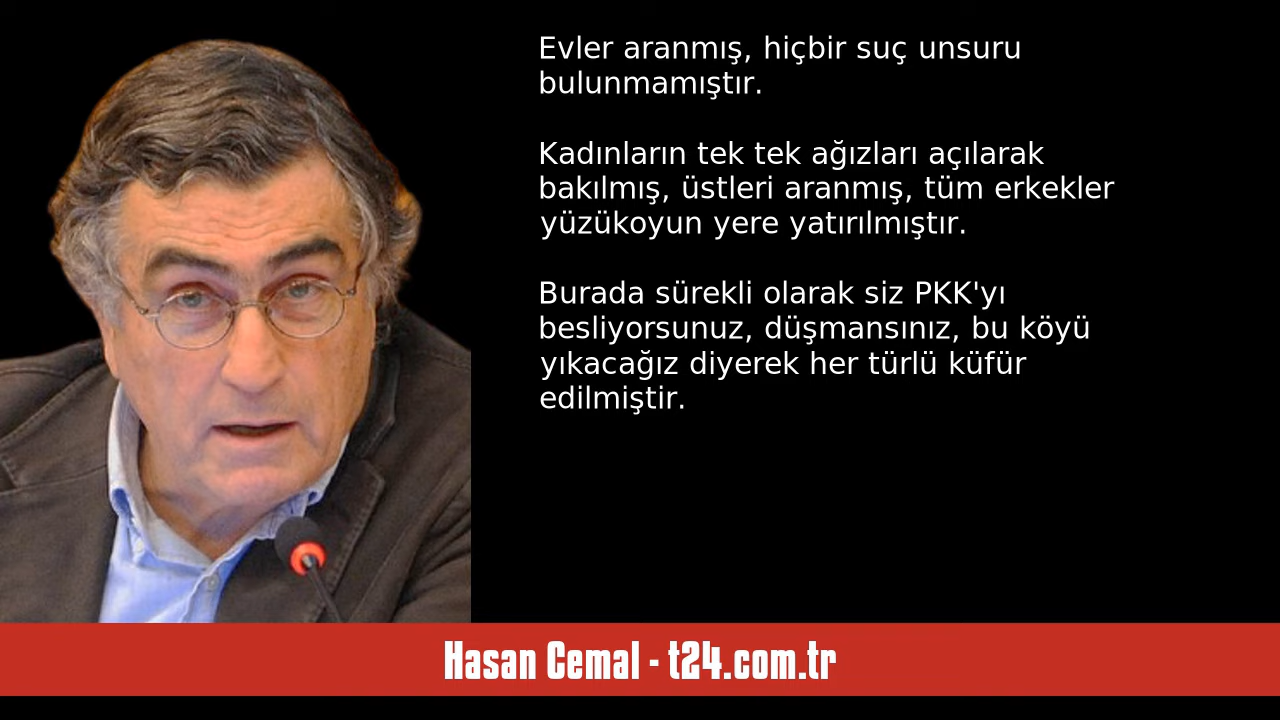 Evler aranmış, hiçbir suç unsuru
bulunmamıştır.
Kadınların tek tek ağızları açılarak
bakılmış, üstleri aranmış, tüm erkekler
yüzükoyun yere yatırılmıştır.
Burada sürekli olarak siz PKK'yı
besliyorsunuz, düşmansınız, bu köyü
yıkacağız diyerek her türlü küfür
edilmiştir.
Hasan Cemal - t24.com.tr